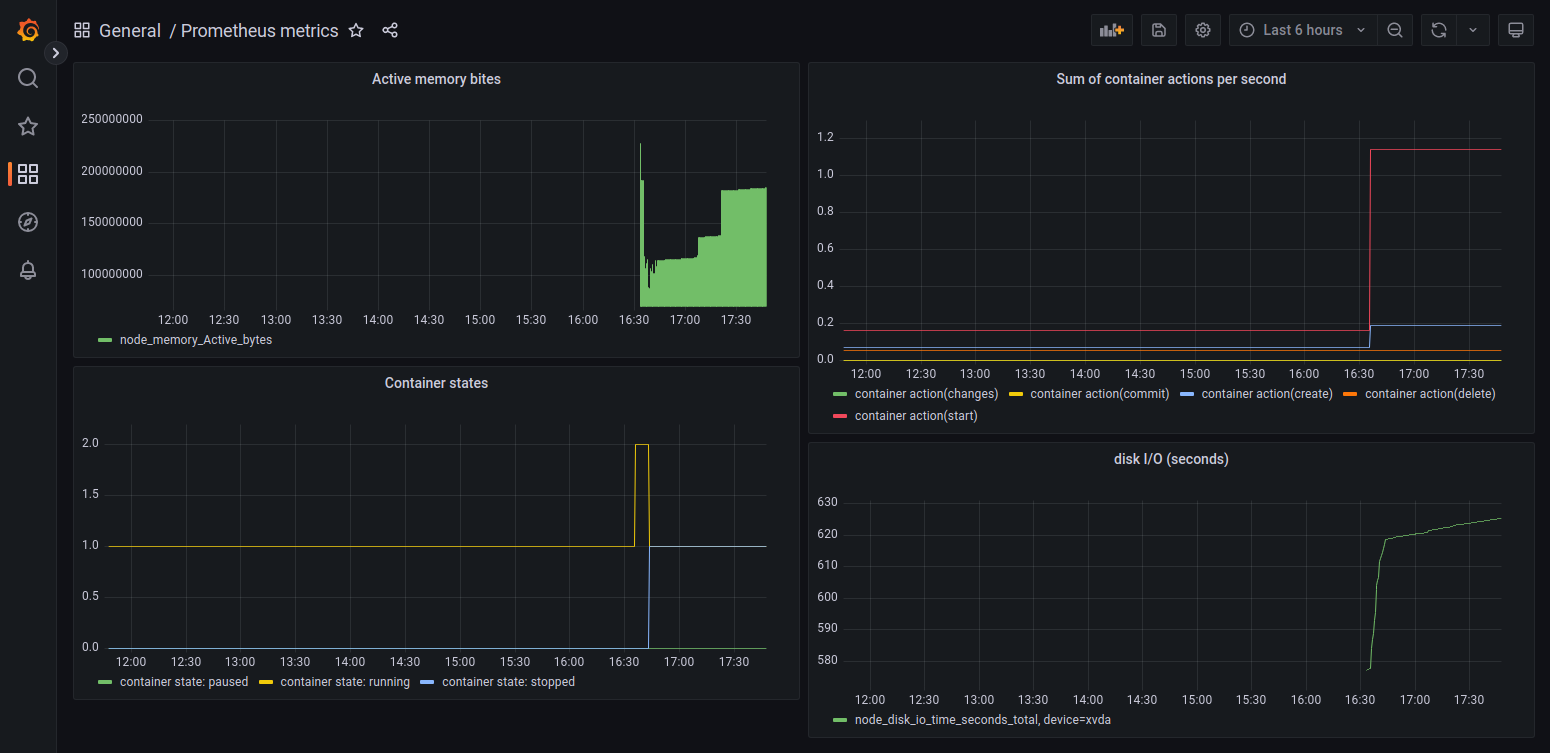 General / Prometheus metrics
Last 6 hours
Active memory bites
250000000
200000000
150000000
100000000
12:00 12:30 13:00 13:30 14:00 14:30 15:00 15:30 16:00 16:30 17:00 17:30
node_memory_Active_bytes
Sum of container actions per second
1.2
1.0
0.8
0.6
0.4
0.2
0.0
12:00 12:30 13:00 13:30 14:00 14:30 15:00 15:30 16:00 16:30 17:00 17:30
container action(changes) container action(commit) container action(create) container action(delete)
container action(start)
Container states
2.0
1.5
1.0
0.5
0.0
12:00 12:30 13:00 13:30 14:00 14:30 15:00 15:30 16:00 16:30 17:00 17:30
container state: paused container state: running container state: stopped
disk I/O (seconds)
630
620
610
600
590
580
12:00 12:30 13:00 13:30 14:00 14:30 15:00 15:30 16:00 16:30 17:00 17:30
node_disk_io_time_seconds_total, device=xvda